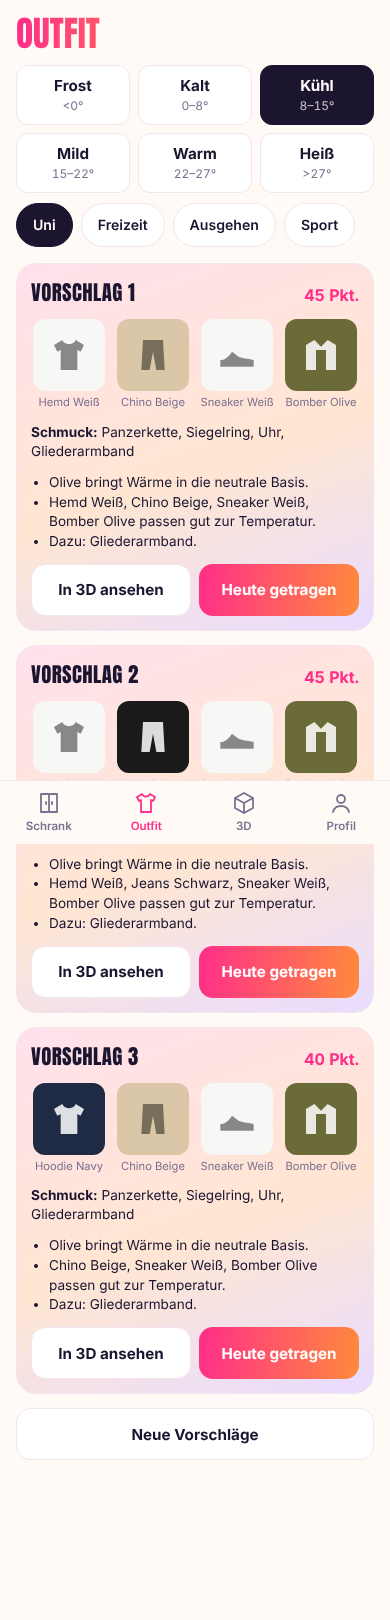 OUTFIT
Frost
<0°
Kalt
0–8°
Kühl
8–15°
Mild
15–22°
Warm
22–27°
Heiß
>27°
Uni
Freizeit
Ausgehen
Sport
VORSCHLAG 1
45 Pkt.
Hemd Weiß
Chino Beige
Sneaker Weiß
Bomber Olive
Schmuck: Panzerkette, Siegelring, Uhr,
Gliederarmband
• Olive bringt Wärme in die neutrale Basis.
• Hemd Weiß, Chino Beige, Sneaker Weiß,
Bomber Olive passen gut zur Temperatur.
• Dazu: Gliederarmband.
In 3D ansehen
Heute getragen
VORSCHLAG 2
45 Pkt.
Schrank
Outfit
3D
Profil
• Olive bringt Wärme in die neutrale Basis.
• Hemd Weiß, Jeans Schwarz, Sneaker Weiß,
Bomber Olive passen gut zur Temperatur.
• Dazu: Gliederarmband.
In 3D ansehen
Heute getragen
VORSCHLAG 3
40 Pkt.
Hoodie Navy
Chino Beige
Sneaker Weiß
Bomber Olive
Schmuck: Panzerkette, Siegelring, Uhr,
Gliederarmband
• Olive bringt Wärme in die neutrale Basis.
• Chino Beige, Sneaker Weiß, Bomber Olive
passen gut zur Temperatur.
• Dazu: Gliederarmband.
In 3D ansehen
Heute getragen
Neue Vorschläge